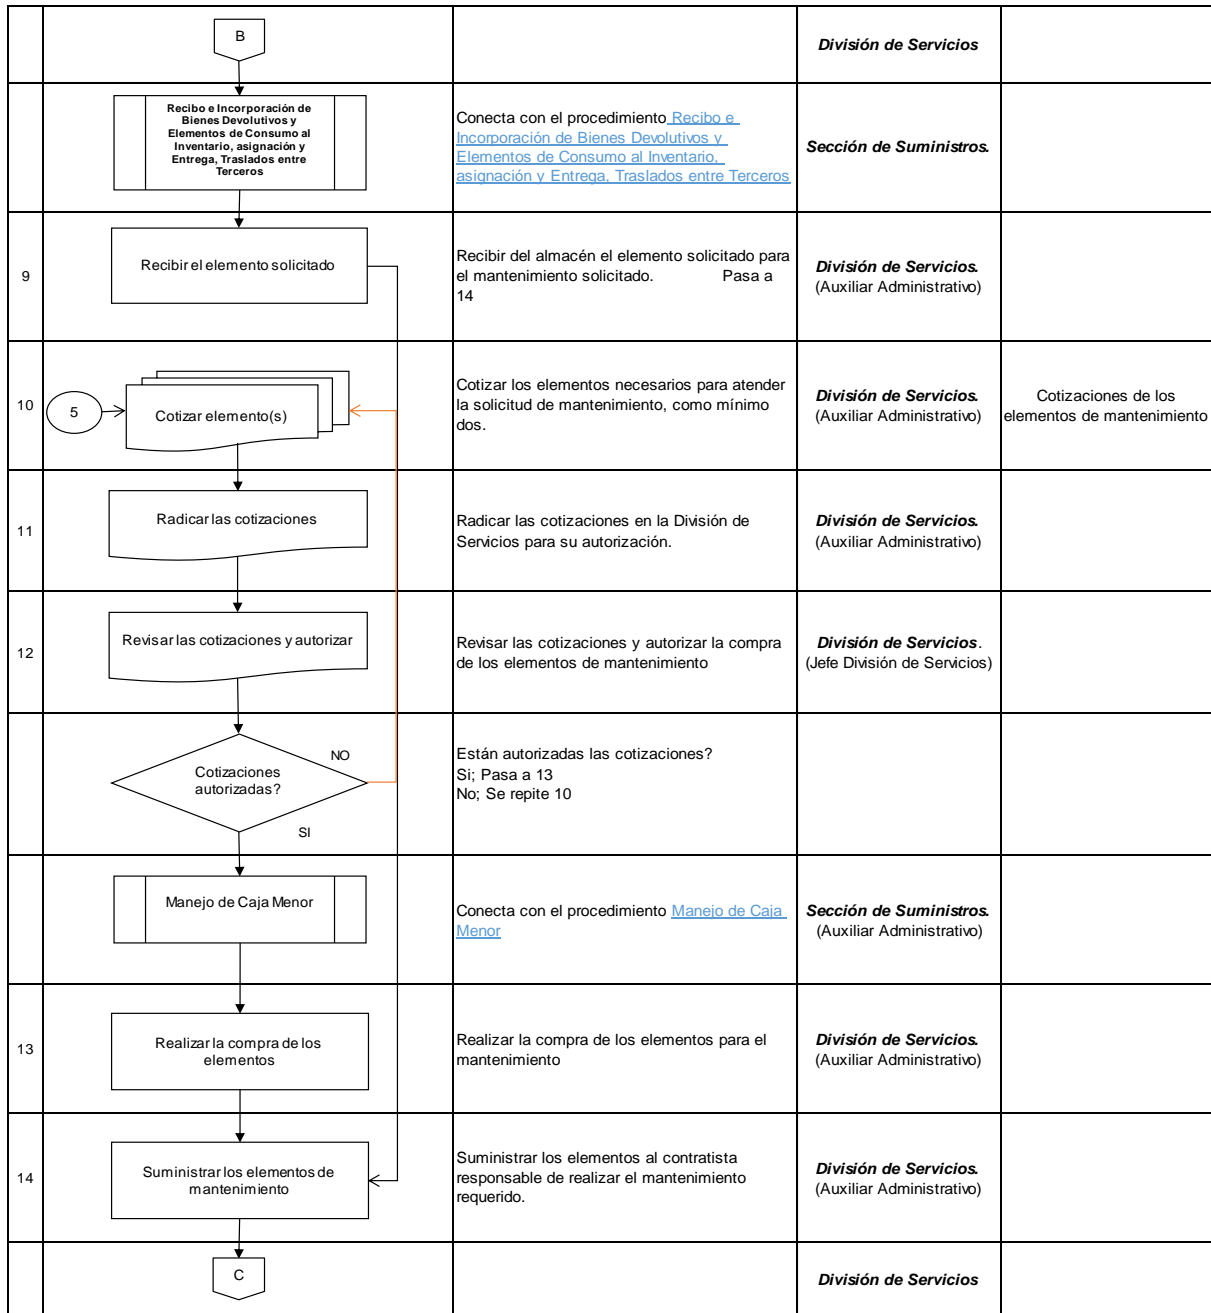 B
División de Servicios
Recibo e Incorporación de
Bienes Devolutivos y
Elementos de Consumo al
Inventario, asignación y
Entrega, Traslados entre
Terceros
Conecta con el procedimiento Recibo e
Incorporación de Bienes Devolutivos y
Elementos de Consumo al Inventario,
asignación y Entrega, Traslados entre Terceros
Sección de Suministros.
9
Recibir el elemento solicitado
Recibir del almacén el elemento solicitado para
el mantenimiento solicitado. Pasa a
14
División de Servicios.
(Auxiliar Administrativo)
10
5
Cotizar elemento(s)
Cotizar los elementos necesarios para atender
la solicitud de mantenimiento, como mínimo
dos.
División de Servicios.
(Auxiliar Administrativo)
Cotizaciones de los
elementos de mantenimiento
11
Radicar las cotizaciones
Radicar las cotizaciones en la División de
Servicios para su autorización.
División de Servicios.
(Auxiliar Administrativo)
12
Revisar las cotizaciones y autorizar
Revisar las cotizaciones y autorizar la compra
de los elementos de mantenimiento
División de Servicios.
(Jefe División de Servicios)
Cotizaciones
autorizadas?
NO
SI
Están autorizadas las cotizaciones?
Si; Pasa a 13
No; Se repite 10
Manejo de Caja Menor
Conecta con el procedimiento Manejo de Caja
Menor
Sección de Suministros.
(Auxiliar Administrativo)
13
Realizar la compra de los
elementos
Realizar la compra de los elementos para el
mantenimiento
División de Servicios.
(Auxiliar Administrativo)
14
Suministrar los elementos de
mantenimiento
Suministrar los elementos al contratista
responsable de realizar el mantenimiento
requerido.
División de Servicios.
(Auxiliar Administrativo)
C
División de Servicios